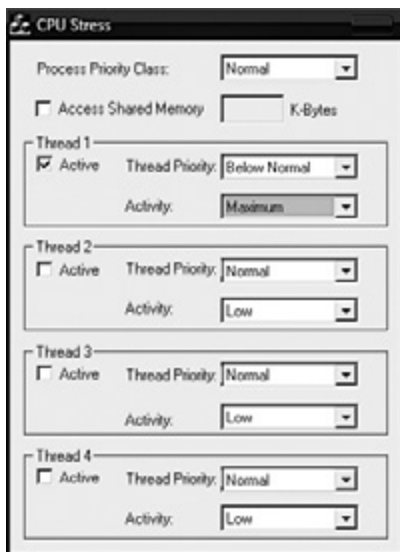 CPU Stress
Process Priority Class: Normal
Access Shared Memory K-Bytes
Thread 1
Active Thread Priority: Below Normal
Activity: Maximum
Thread 2
Active Thread Priority: Normal
Activity: Low
Thread 3
Active Thread Priority: Normal
Activity: Low
Thread 4
Active Thread Priority: Normal
Activity: Low